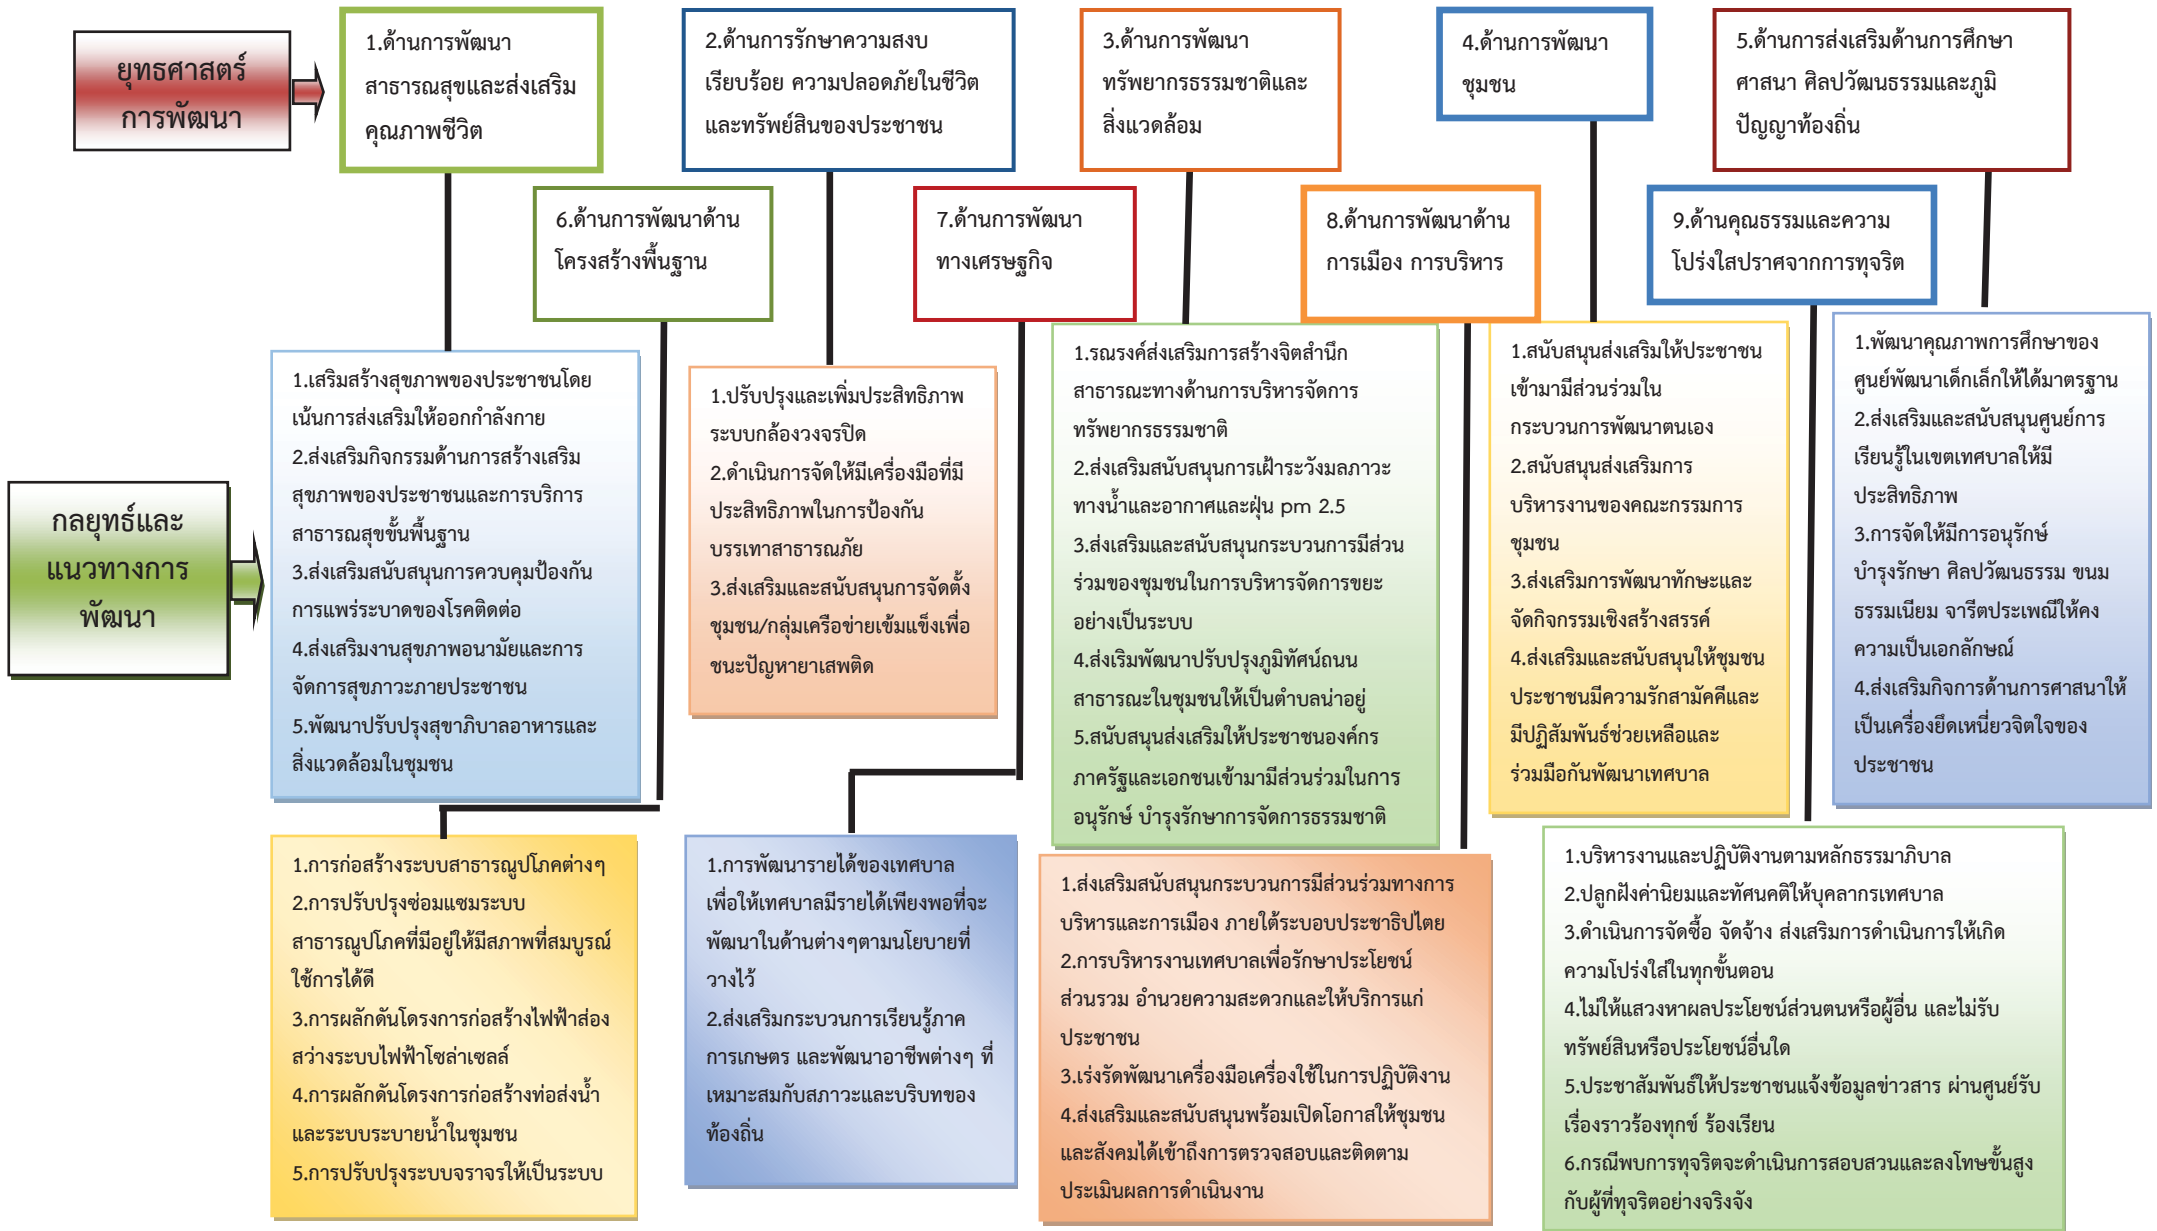 ยุทธศาสตร์
การพัฒนา
1.ด้านการพัฒนา
สาธารณสุขและส่งเสริม
คุณภาพชีวิต
2.ด้านการรักษาความสงบ
เรียบร้อย ความปลอดภัยในชีวิต
และทรัพย์สินของประชาชน
3.ด้านการพัฒนา
ทรัพยากรธรรมชาติและ
สิ่งแวดล้อม
4.ด้านการพัฒนา
ชุมชน
5.ด้านการส่งเสริมด้านการศึกษา
ศาสนา ศิลปวัฒนธรรมและภูมิ
ปัญญาท้องถิ่น
6.ด้านการพัฒนาด้าน
โครงสร้างพื้นฐาน
7.ด้านการพัฒนา
ทางเศรษฐกิจ
8.ด้านการพัฒนาด้าน
การเมือง การบริหาร
9.ด้านคุณธรรมและความ
โปร่งใสปราศจากการทุจริต
กลยุทธ์และ
แนวทางการ
พัฒนา
1.เสริมสร้างสุขภาพของประชาชนโดย
เน้นการส่งเสริมให้ออกกำลังกาย
2.ส่งเสริมกิจกรรมด้านการสร้างเสริม
สุขภาพของประชาชนและการบริการ
สาธารณสุขขั้นพื้นฐาน
3.ส่งเสริมสนับสนุนการควบคุมป้องกัน
การแพร่ระบาดของโรคติดต่อ
4.ส่งเสริมงานสุขภาพอนามัยและการ
จัดการสุขภาวะภายประชาชน
5.พัฒนาปรับปรุงสุขาภิบาลอาหารและ
สิ่งแวดล้อมในชุมชน
1.ปรับปรุงและเพิ่มประสิทธิภาพ
ระบบกล้องวงจรปิด
2.ดำเนินการจัดให้มีเครื่องมือที่มี
ประสิทธิภาพในการป้องกัน
บรรเทาสาธารณภัย
3.ส่งเสริมและสนับสนุนการจัดตั้ง
ชุมชน/กลุ่มเครือข่ายเข้มแข็งเพื่อ
ชนะปัญหายาเสพติด
1.รณรงค์ส่งเสริมการสร้างจิตสำนึก
สาธารณะทางด้านการบริหารจัดการ
ทรัพยากรธรรมชาติ
2.ส่งเสริมสนับสนุนการเฝ้าระวังมลภาวะ
ทางน้ำและอากาศและฝุ่น pm 2.5
3.ส่งเสริมและสนับสนุนกระบวนการมีส่วน
ร่วมของชุมชนในการบริหารจัดการขยะ
อย่างเป็นระบบ
4.ส่งเริมพัฒนาปรับปรุงภูมิทัศน์ถนน
สาธารณะในชุมชนให้เป็นตำบลน่าอยู่
5.สนับสนุนส่งเสริมให้ประชาชนองค์กร
ภาครัฐและเอกชนเข้ามามีส่วนร่วมในการ
อนุรักษ์ บำรุงรักษาการจัดการธรรมชาติ
1.สนับสนุนส่งเสริมให้ประชาชน
เข้ามามีส่วนร่วมใน
กระบวนการพัฒนาตนเอง
2.สนับสนุนส่งเสริมการ
บริหารงานของคณะกรรมการ
ชุมชน
3.ส่งเสริมการพัฒนาทักษะและ
จัดกิจกรรมเชิงสร้างสรรค์
4.ส่งเสริมและสนับสนุนให้ชุมชน
ประชาชนมีความรักสามัคคีและ
มีปฏิสัมพันธ์ช่วยเหลือและ
ร่วมมือกันพัฒนาเทศบาล
1.พัฒนาคุณภาพการศึกษาของ
ศูนย์พัฒนาเด็กเล็กให้ได้มาตรฐาน
2.ส่งเสริมและสนับสนุนศูนย์การ
เรียนรู้ในเขตเทศบาลให้มี
ประสิทธิภาพ
3.การจัดให้มีการอนุรักษ์
บำรุงรักษา ศิลปวัฒนธรรม ขนม
ธรรมเนียม จารีตประเพณีให้คง
ความเป็นเอกลักษณ์
4.ส่งเสริมกิจการด้านการศาสนาให้
เป็นเครื่องยึดเหนี่ยวจิตใจของ
ประชาชน
1.การก่อสร้างระบบสาธารณูปโภคต่างๆ
2.การปรับปรุงซ่อมแซมระบบ
สาธารณูปโภคที่มีอยู่ให้มีสภาพที่สมบูรณ์
ใช้การได้ดี
3.การผลักดันโดรงการก่อสร้างไฟฟ้าส่อง
สว่างระบบไฟฟ้าโซล่าเซลล์
4.การผลักดันโดรงการก่อสร้างท่อส่งน้ำ
และระบบระบายน้ำในชุมชน
5.การปรับปรุงระบบจราจรให้เป็นระบบ
1.การพัฒนารายได้ของเทศบาล
เพื่อให้เทศบาลมีรายได้เพียงพอที่จะ
พัฒนาในด้านต่างๆตามนโยบายที่
วางไว้
2.ส่งเสริมกระบวนการเรียนรู้ภาค
การเกษตร และพัฒนาอาชีพต่างๆ ที่
เหมาะสมกับสภาวะและบริบทของ
ท้องถิ่น
1.ส่งเสริมสนับสนุนกระบวนการมีส่วนร่วมทางการ
บริหารและการเมือง ภายใต้ระบอบประชาธิปไตย
2.การบริหารงานเทศบาลเพื่อรักษาประโยชน์
ส่วนรวม อำนวยความสะดวกและให้บริการแก่
ประชาชน
3.เร่งรัดพัฒนาเครื่องมือเครื่องใช้ในการปฏิบัติงาน
4.ส่งเสริมและสนับสนุนพร้อมเปิดโอกาสให้ชุมชน
และสังคมได้เข้าถึงการตรวจสอบและติดตาม
ประเมินผลการดำเนินงาน
1.บริหารงานและปฏิบัติงานตามหลักธรรมาภิบาล
2.ปลูกฝังค่านิยมและทัศนคติให้บุคลากรเทศบาล
3.ดำเนินการจัดซื้อ จัดจ้าง ส่งเสริมการดำเนินการให้เกิด
ความโปร่งใส่ในทุกขั้นตอน
4.ไม่ให้แสวงหาผลประโยชน์ส่วนตนหรือผู้อื่น และไม่รับ
ทรัพย์สินหรือประโยชน์อื่นใด
5.ประชาสัมพันธ์ให้ประชาชนแจ้งข้อมูลข่าวสาร ผ่านศูนย์รับ
เรื่องราวร้องทุกข์ ร้องเรียน
6.กรณีพบการทุจริตจะดำเนินการสอบสวนและลงโทษขั้นสูง
กับผู้ที่ทุจริตอย่างจริงจัง